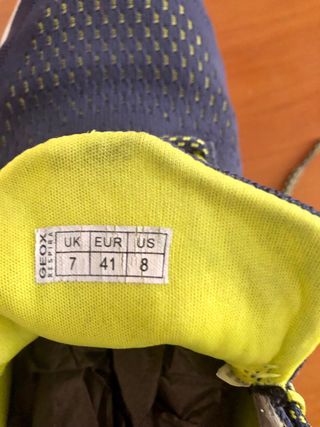 GEOX
RESPIRA
UK EUR US
7 41 8